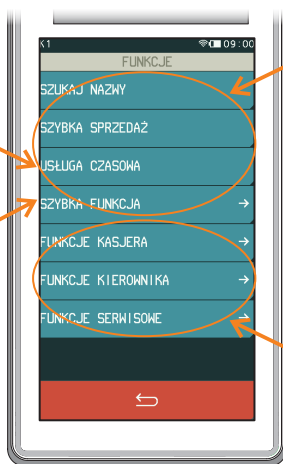 K1 09:00
FUNKCJE
SZUKAJ NAZWY
SZYBKA SPRZEDAŻ
USŁUGA CZASOWA
SZYBKA FUNKCJA →
FUNKCJE KASJERA →
FUNKCJE KIEROWNIKA →
FUNKCJE SERWISOWE →